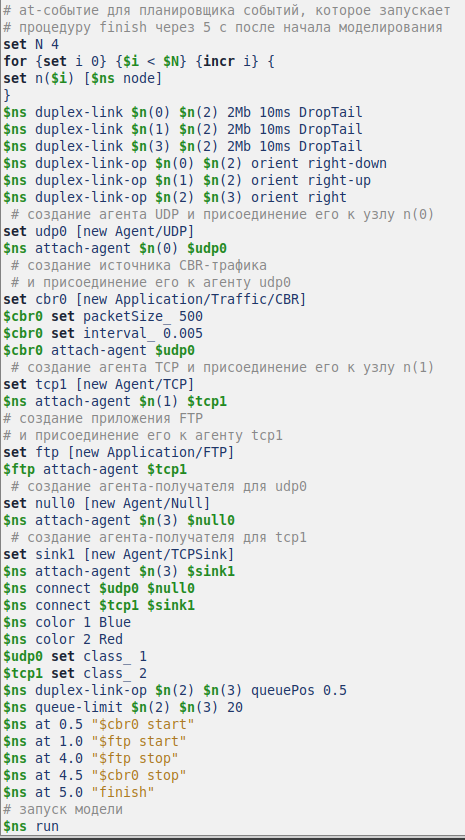 # at-событие для планировщика событий, которое запускает
# процедуру finish через 5 с после начала моделирования
set N 4
for {set i 0} {$i < $N} {incr i} {
set n($i) [$ns node]
}
$ns duplex-link $n(0) $n(2) 2Mb 10ms DropTail
$ns duplex-link $n(1) $n(2) 2Mb 10ms DropTail
$ns duplex-link $n(3) $n(2) 2Mb 10ms DropTail
$ns duplex-link-op $n(0) $n(2) orient right-down
$ns duplex-link-op $n(1) $n(2) orient right-up
$ns duplex-link-op $n(2) $n(3) orient right
# создание агента UDP и присоединение его к узлу n(0)
set udp0 [new Agent/UDP]
$ns attach-agent $n(0) $udp0
# создание источника CBR-трафика
# и присоединение его к агенту udp0
set cbr0 [new Application/Traffic/CBR]
$cbr0 set packetSize_ 500
$cbr0 set interval_ 0.005
$cbr0 attach-agent $udp0
# создание агента TCP и присоединение его к узлу n(1)
set tcp1 [new Agent/TCP]
$ns attach-agent $n(1) $tcp1
# создание приложения FTP
# и присоединение его к агенту tcp1
set ftp [new Application/FTP]
$ftp attach-agent $tcp1
# создание агента-получателя для udp0
set null0 [new Agent/Null]
$ns attach-agent $n(3) $null0
# создание агента-получателя для tcp1
set sink1 [new Agent/TCPSink]
$ns attach-agent $n(3) $sink1
$ns connect $udp0 $null0
$ns connect $tcp1 $sink1
$ns color 1 Blue
$ns color 2 Red
$udp0 set class_ 1
$tcp1 set class_ 2
$ns duplex-link-op $n(2) $n(3) queuePos 0.5
$ns queue-limit $n(2) $n(3) 20
$ns at 0.5 "$cbr0 start"
$ns at 1.0 "$ftp start"
$ns at 4.0 "$ftp stop"
$ns at 4.5 "$cbr0 stop"
$ns at 5.0 "finish"
# запуск модели
$ns run